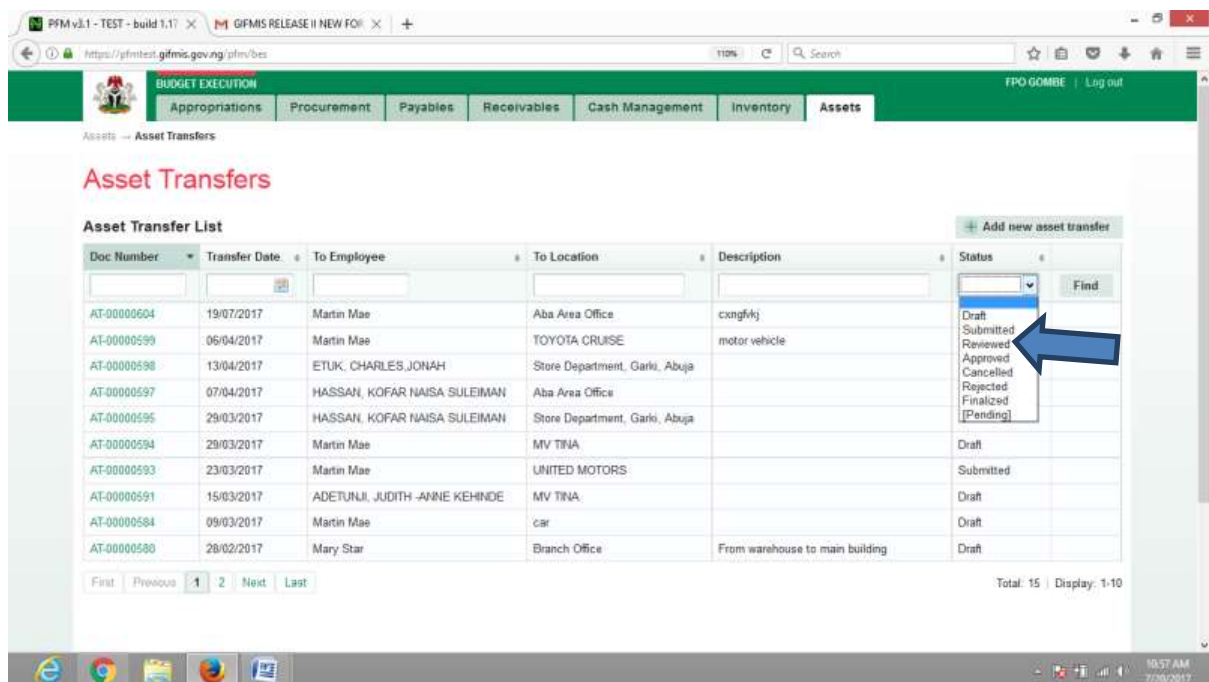 PFM v3.1 - TEST - build 1.17
GIFMIS RELEASE II NEW FOR
https://pfmtest.gifmis.gov.ng/pfm/bes
110%
Search
BUDGET EXECUTION
FPO GOMBE | Log out
Appropriations Procurement Payables Receivables Cash Management Inventory Assets
Assets → Asset Transfers
Asset Transfers
Asset Transfer List
+ Add new asset transfer
Doc Number Transfer Date To Employee To Location Description Status
Find
AT-00000604 19/07/2017 Martin Mae Aba Area Office cxngfvkj
AT-00000599 06/04/2017 Martin Mae TOYOTA CRUISE motor vehicle
AT-00000598 13/04/2017 ETUK, CHARLES,JONAH Store Department, Garki, Abuja
AT-00000597 07/04/2017 HASSAN, KOFAR NAISA SULEIMAN Aba Area Office
AT-00000595 29/03/2017 HASSAN, KOFAR NAISA SULEIMAN Store Department, Garki, Abuja
Draft
Submitted
Reviewed
Approved
Cancelled
Rejected
Finalized
[Pending]
AT-00000594 29/03/2017 Martin Mae MV TINA Draft
AT-00000593 23/03/2017 Martin Mae UNITED MOTORS Submitted
AT-00000591 15/03/2017 ADETUNJI, JUDITH -ANNE KEHINDE MV TINA Draft
AT-00000584 09/03/2017 Martin Mae car Draft
AT-00000580 28/02/2017 Mary Star Branch Office From warehouse to main building Draft
First Previous 1 2 Next Last
Total: 15 | Display: 1-10
10:57 AM
7/20/2017